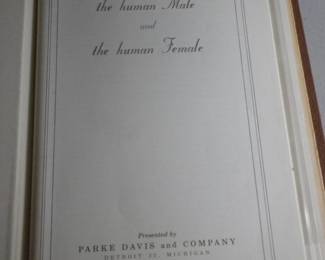 the human Male
and
the human Female
Presented by
PARKE DAVIS and COMPANY
DETROIT 32, MICHIGAN